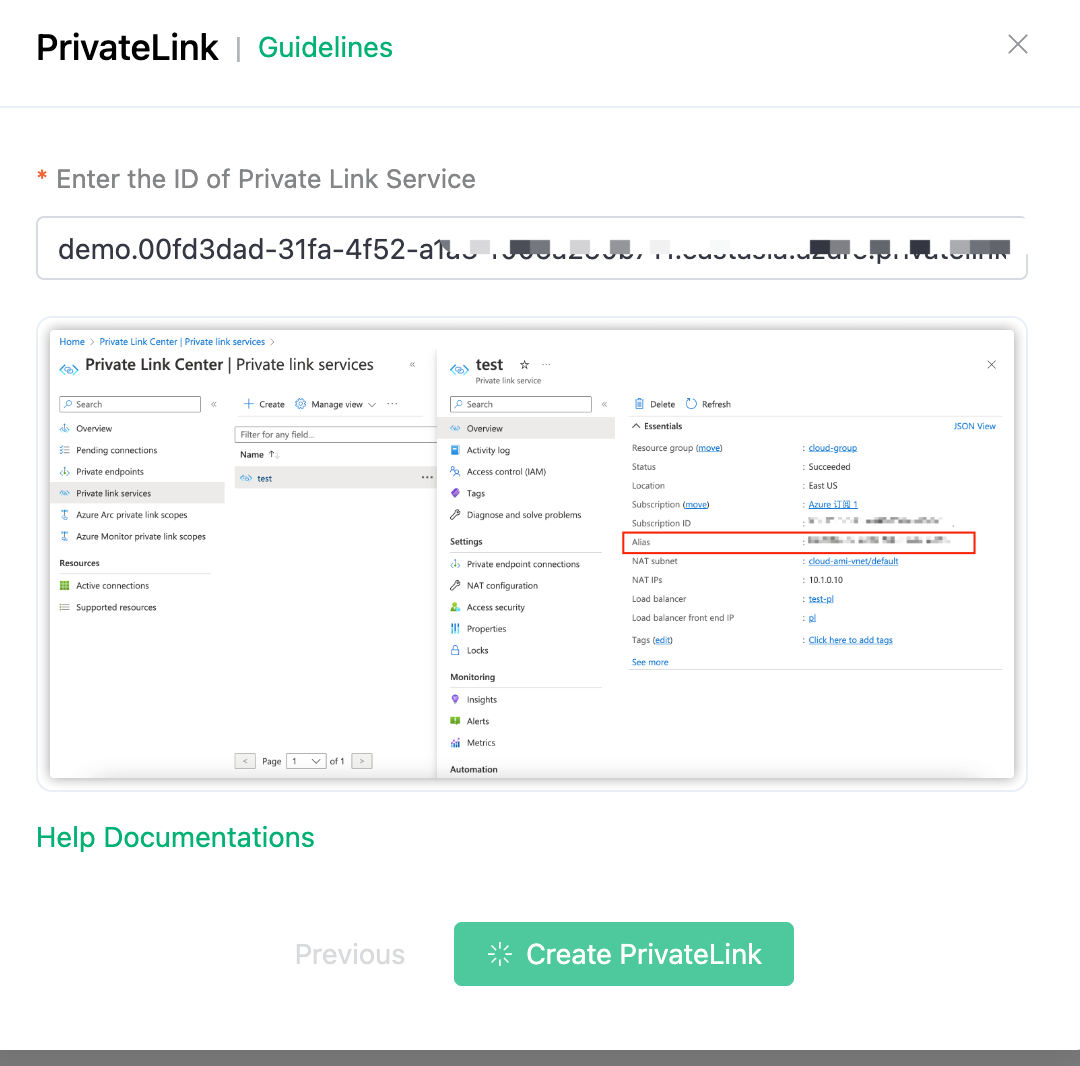 PrivateLink | Guidelines
* Enter the ID of Private Link Service
demo.00fd3dad-31fa-4f52-
Home > Private Link Center | Private link services >
Private Link Center | Private link services «
Search «
Overview
Pending connections
Private endpoints
Private link services
Azure Arc private link scopes
Azure Monitor private link scopes
Resources
Active connections
Supported resources
+ Create Manage view ...
Filter for any field...
Name ↑↓
test ...
< Page 1 of 1 >
test ☆ ...
Private link service
Search «
Overview
Activity log
Access control (IAM)
Tags
Diagnose and solve problems
Settings
Private endpoint connections
NAT configuration
Access security
Properties
Locks
Monitoring
Insights
Alerts
Metrics
Automation
Delete Refresh
Essentials JSON View
Resource group (move) : cloud-group
Status : Succeeded
Location : East US
Subscription (move) : Azure 订阅 1
Subscription ID :
Alias :
NAT subnet : cloud-ami-vnet/default
NAT IPs : 10.1.0.10
Load balancer : test-pl
Load balancer front end IP : pl
Tags (edit) : Click here to add tags
See more
Help Documentations
Previous Create PrivateLink